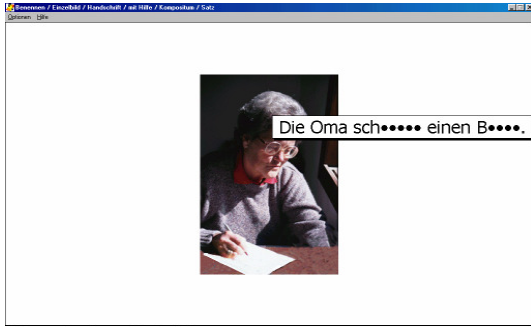 Benennen / Einzelbild / Handschrift / mit Hilfe / Kompositum / Satz
Optionen Hilfe
Die Oma sch●●●●● einen B●●●●.